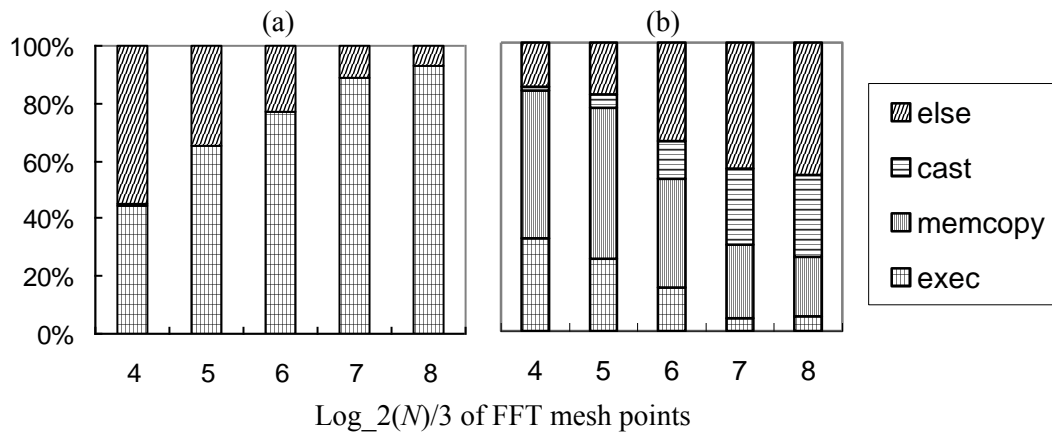 (a) (b)
100%
80%
60%
40%
20%
0%
4 5 6 7 8
4 5 6 7 8
Log_2(N)/3 of FFT mesh points
else
cast
memcopy
exec